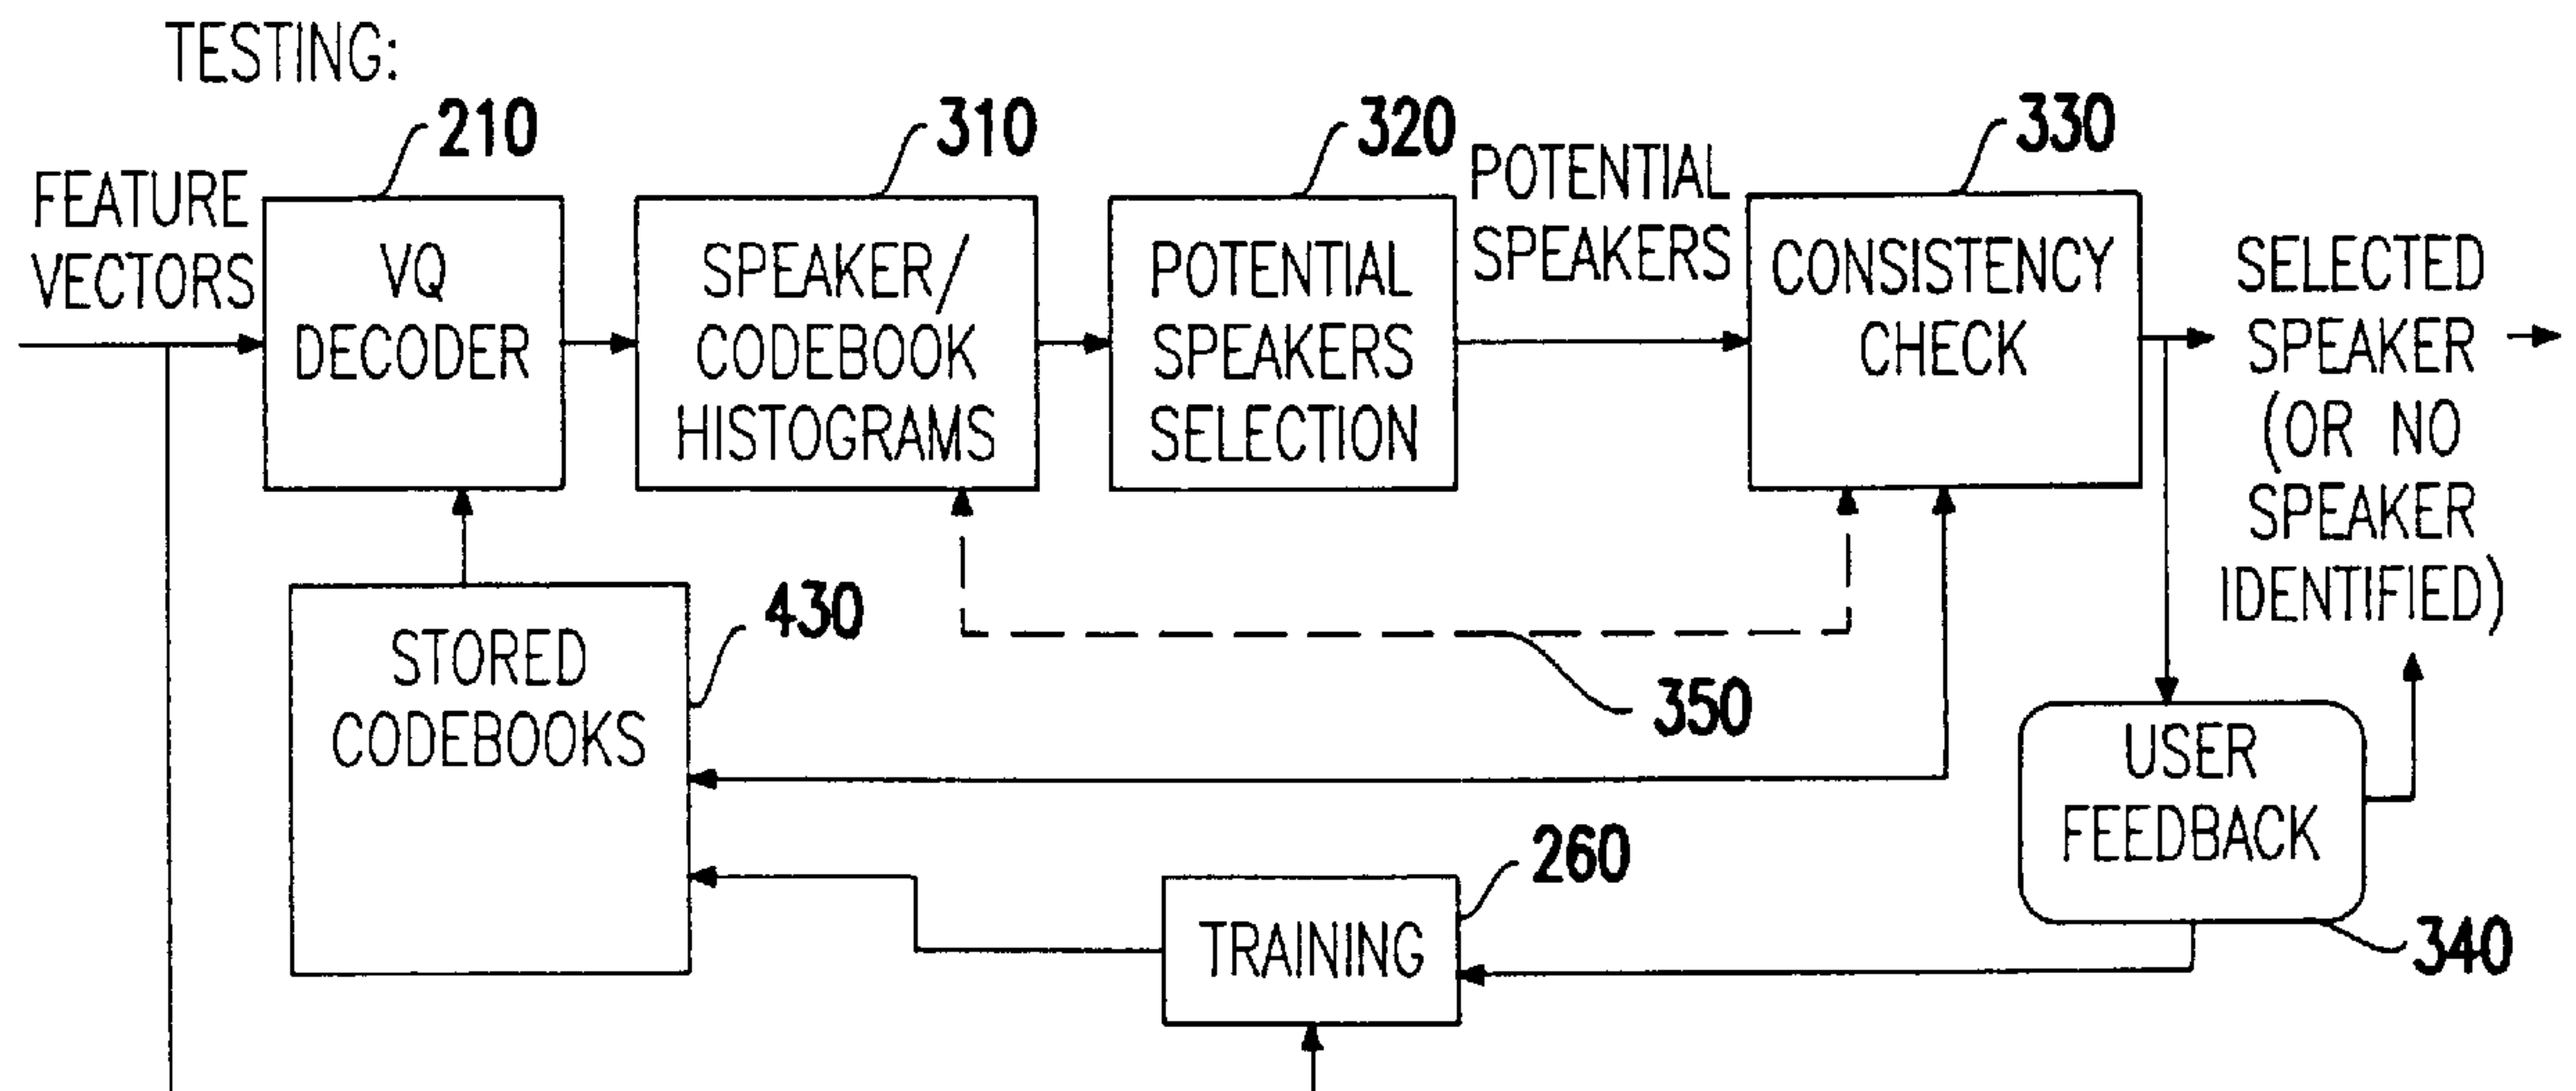 TESTING:
210
310
320
330
FEATURE
VECTORS
VQ
DECODER
SPEAKER/
CODEBOOK
HISTOGRAMS
POTENTIAL
SPEAKERS
SELECTION
POTENTIAL
SPEAKERS
CONSISTENCY
CHECK
SELECTED
SPEAKER
(OR NO
SPEAKER
IDENTIFIED)
STORED
CODEBOOKS
430
350
USER
FEEDBACK
340
TRAINING
260